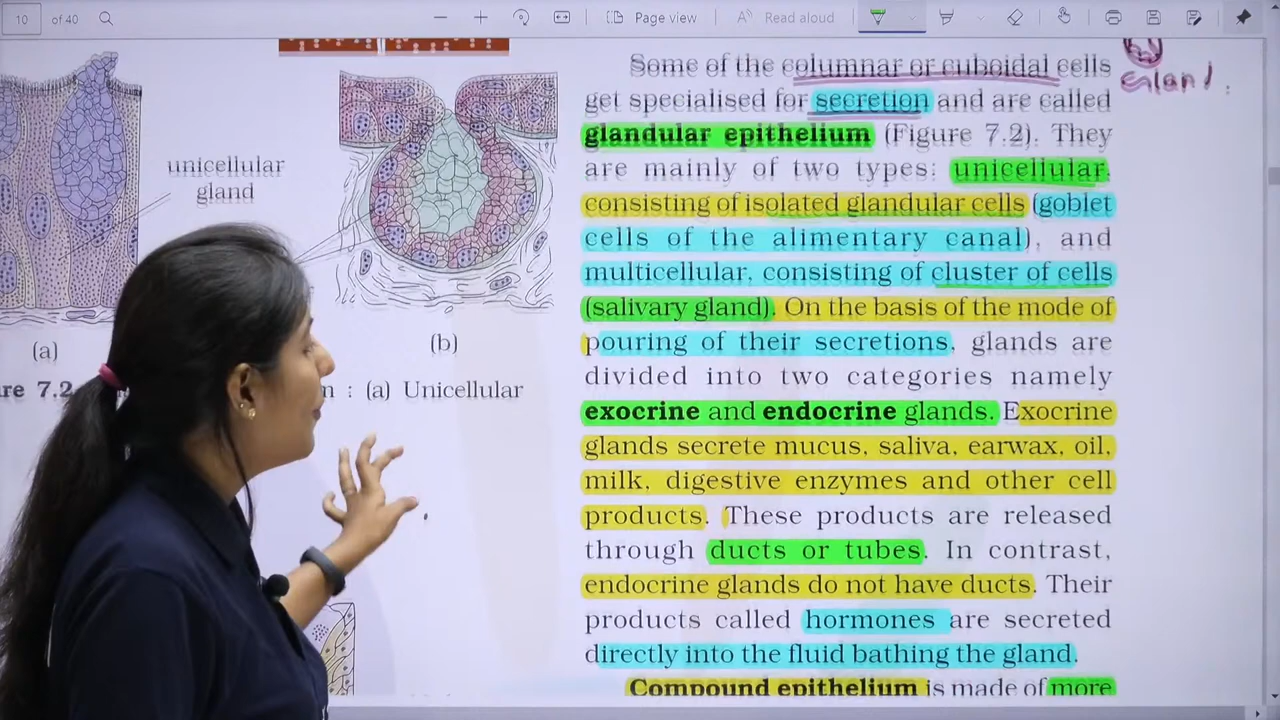 10 of 40
Page view
Read aloud
Some of the columnar or cuboidal cells
get specialised for secretion and are called
glandular epithelium (Figure 7.2). They
are mainly of two types: unicellular,
consisting of isolated glandular cells (goblet
cells of the alimentary canal), and
multicellular, consisting of cluster of cells
(salivary gland). On the basis of the mode of
pouring of their secretions, glands are
divided into two categories namely
exocrine and endocrine glands. Exocrine
glands secrete mucus, saliva, earwax, oil,
milk, digestive enzymes and other cell
products. These products are released
through ducts or tubes. In contrast,
endocrine glands do not have ducts. Their
products called hormones are secreted
directly into the fluid bathing the gland.
Compound epithelium is made of more
Gland.
unicellular
gland
(a)
(b)
7.2
: (a) Unicellular